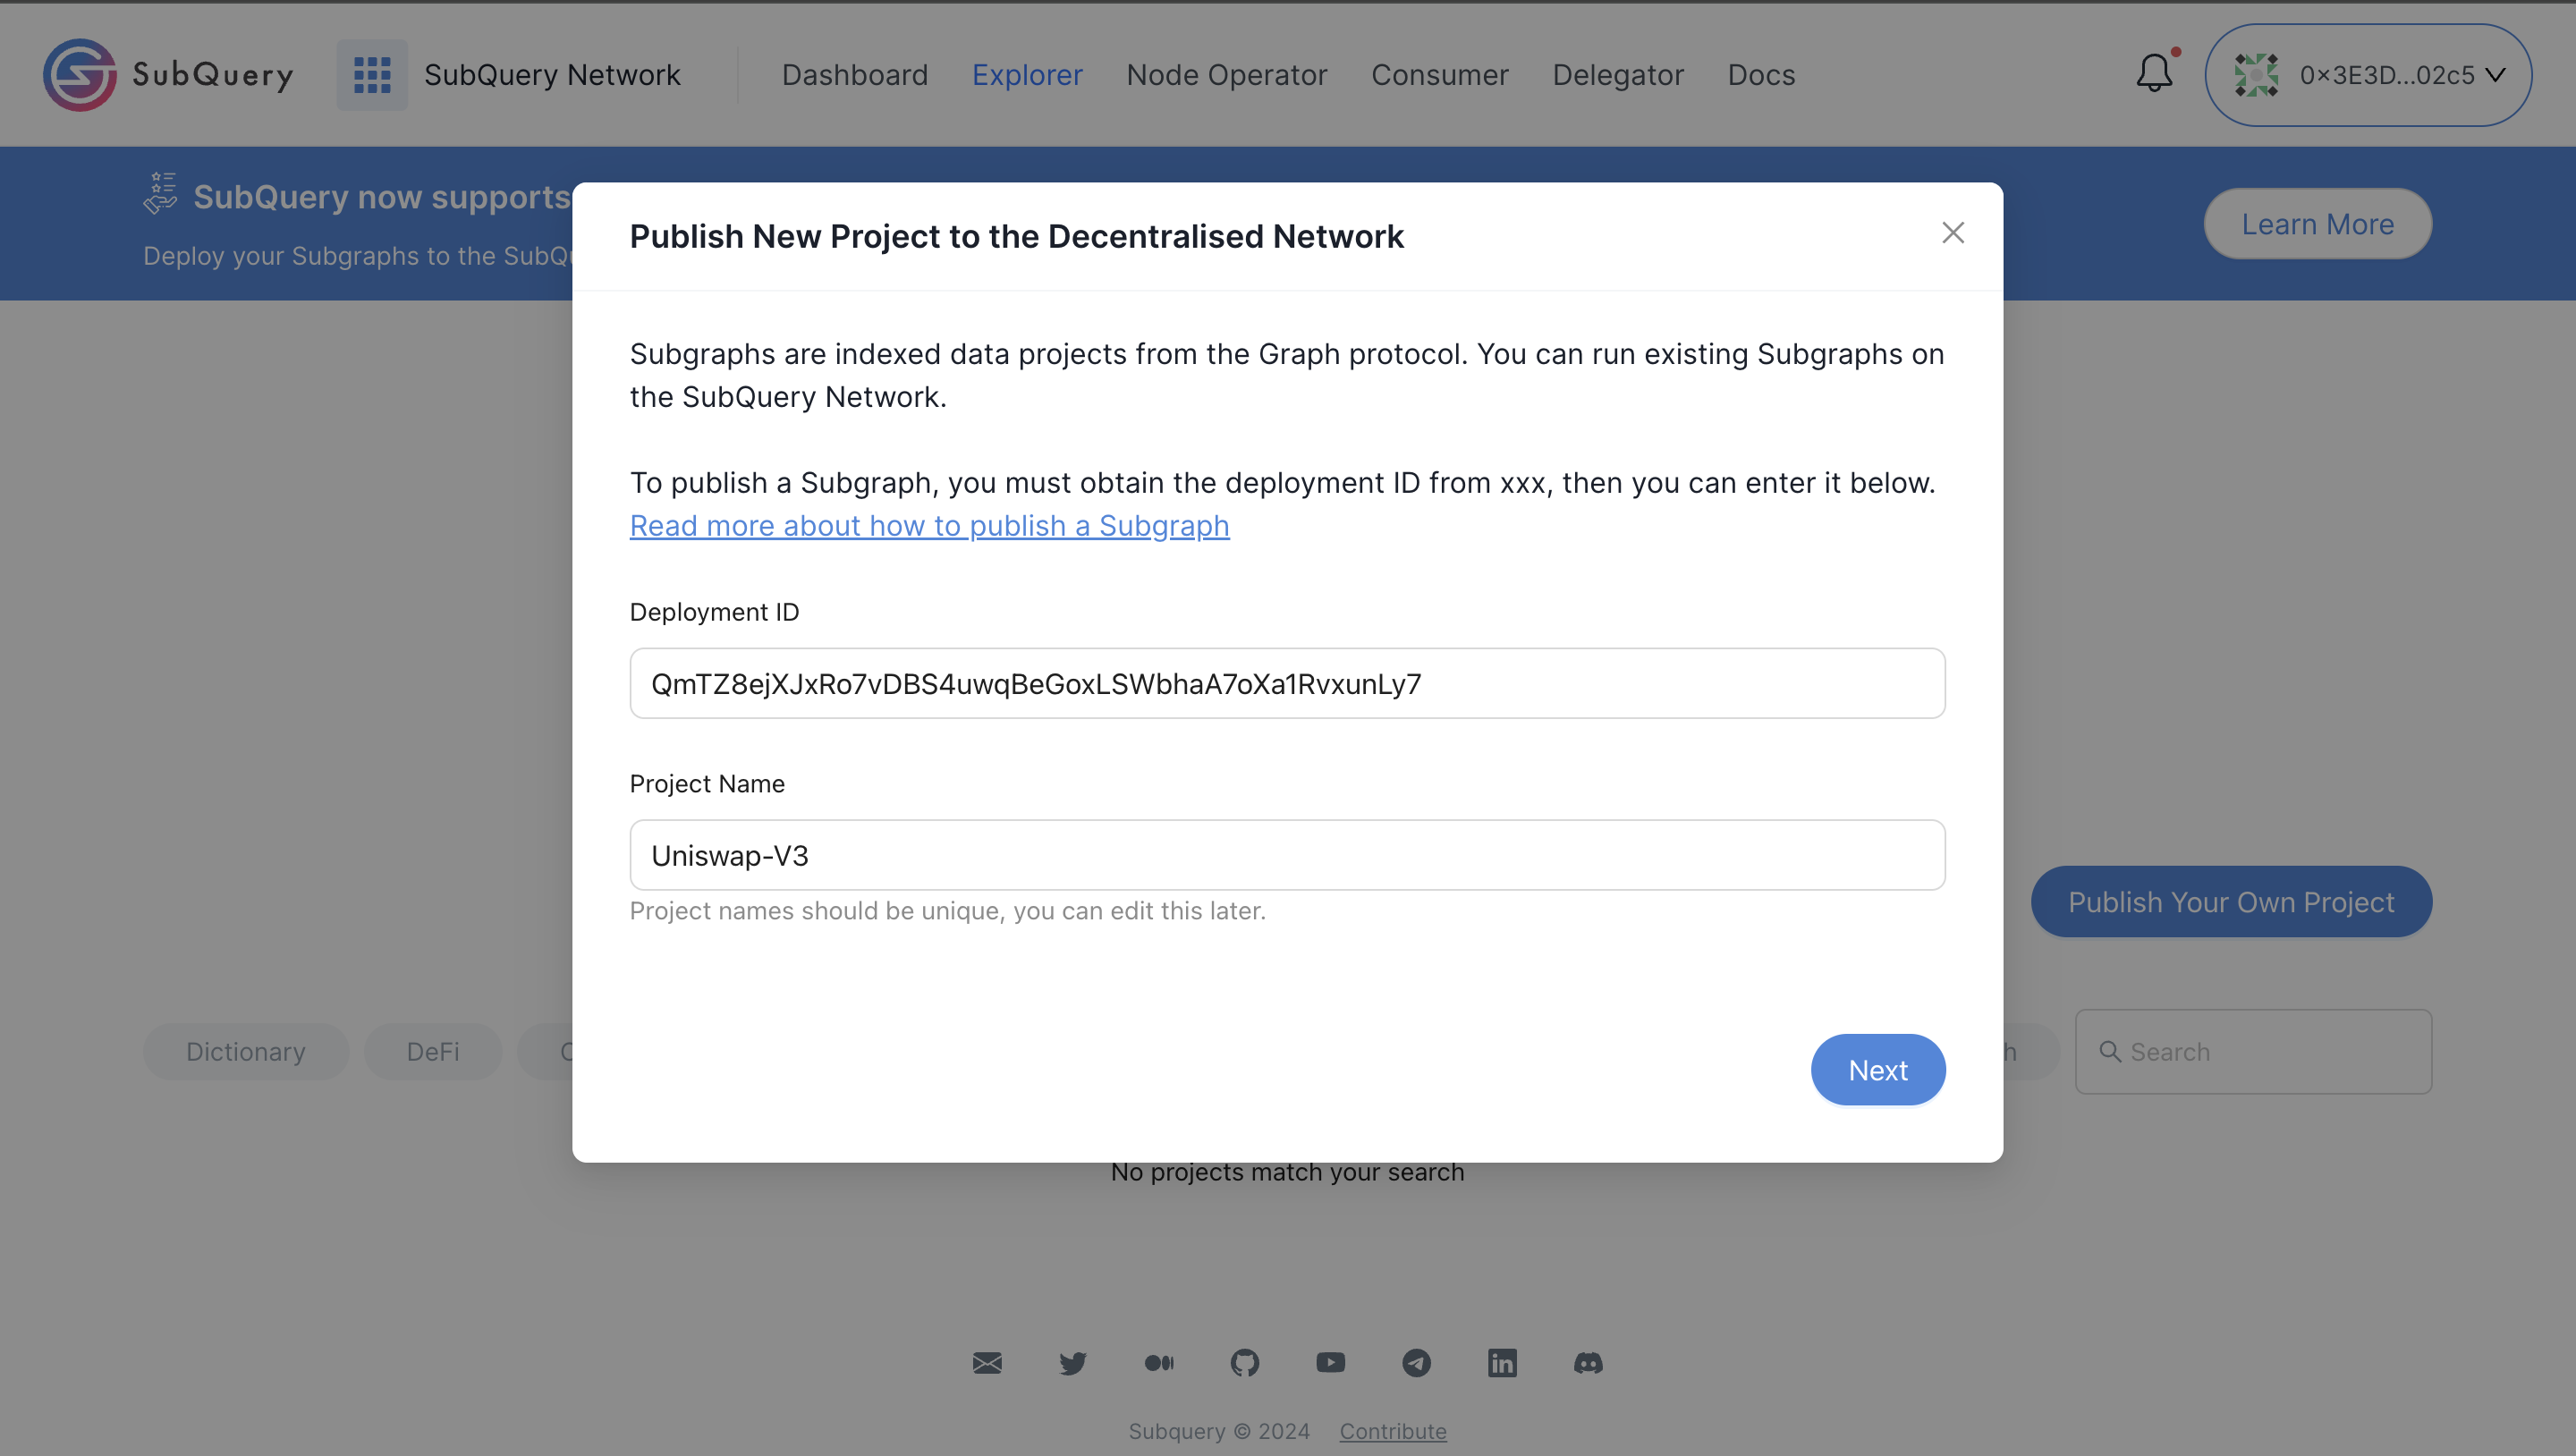 SubQuery
SubQuery Network
Dashboard
Explorer
Node Operator
Consumer
Delegator
Docs
0x3E3D...02c5
SubQuery now supports
Deploy your Subgraphs to the
Learn More
Publish New Project to the Decentralised Network
Subgraphs are indexed data projects from the Graph protocol. You can run existing Subgraphs on
the SubQuery Network.
To publish a Subgraph, you must obtain the deployment ID from xxx, then you can enter it below.
Read more about how to publish a Subgraph
Deployment ID
QmTZ8ejXJxRo7vDBS4uwqBeGoxLSWbhaA7oXa1RvxunLy7
Project Name
Uniswap-V3
Project names should be unique, you can edit this later.
Publish Your Own Project
Next
Dictionary
DeFi
Search
No projects match your search
Subquery © 2024
Contribute